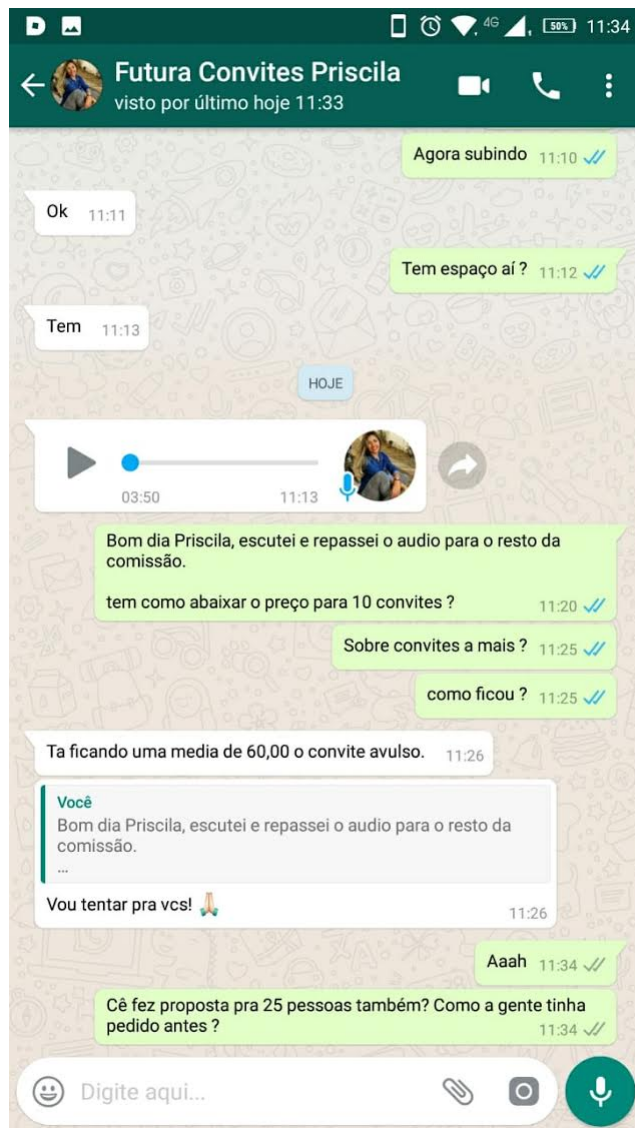 4G 50% 11:34
Futura Convites Priscila
visto por último hoje 11:33
Agora subindo 11:10
Ok 11:11
Tem espaço aí ? 11:12
Tem 11:13
HOJE
03:50 11:13
Bom dia Priscila, escutei e repassei o audio para o resto da
comissão.
tem como abaixar o preço para 10 convites ? 11:20
Sobre convites a mais ? 11:25
como ficou ? 11:25
Ta ficando uma media de 60,00 o convite avulso. 11:26
Você
Bom dia Priscila, escutei e repassei o audio para o resto da
comissão.
...
Vou tentar pra vcs! 🙏🏻 11:26
Aaah 11:34
Cê fez proposta pra 25 pessoas também? Como a gente tinha
pedido antes ? 11:34
Digite aqui...